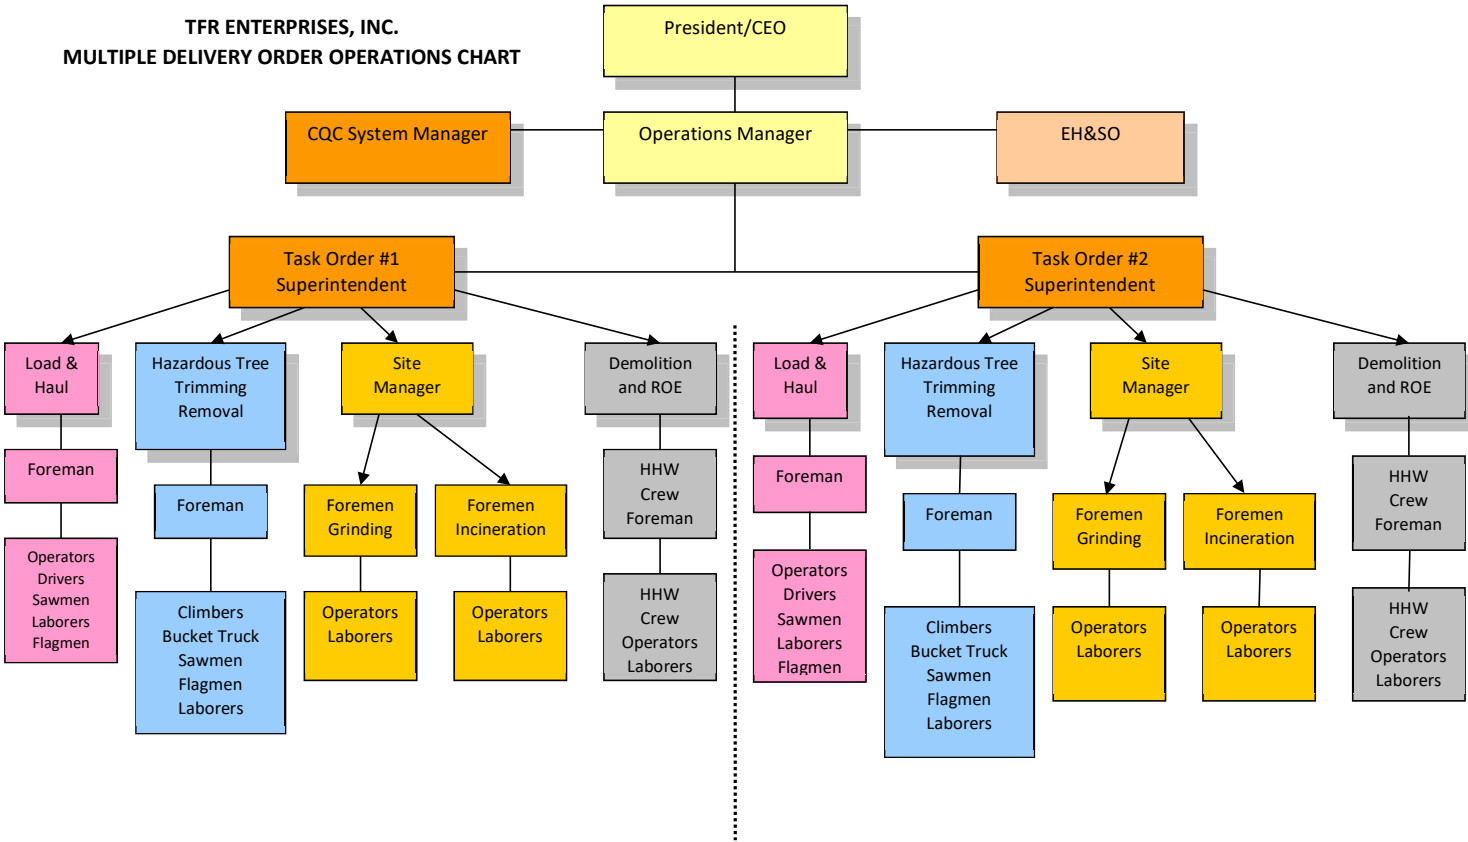 TFR ENTERPRISES, INC.
MULTIPLE DELIVERY ORDER OPERATIONS CHART
President/CEO
CQC System Manager
Operations Manager
EH&SO
Task Order #1
Superintendent
Task Order #2
Superintendent
Load &
Haul
Hazardous Tree
Trimming
Removal
Site
Manager
Demolition
and ROE
Foreman
Foreman
Foremen
Grinding
Foremen
Incineration
HHW
Crew
Foreman
Operators
Drivers
Sawmen
Laborers
Flagmen
Climbers
Bucket Truck
Sawmen
Flagmen
Laborers
Operators
Laborers
Operators
Laborers
HHW
Crew
Operators
Laborers
Load &
Haul
Hazardous Tree
Trimming
Removal
Site
Manager
Demolition
and ROE
Foreman
Foreman
Foremen
Grinding
Foremen
Incineration
HHW
Crew
Foreman
Operators
Drivers
Sawmen
Laborers
Flagmen
Climbers
Bucket Truck
Sawmen
Flagmen
Laborers
Operators
Laborers
Operators
Laborers
HHW
Crew
Operators
Laborers